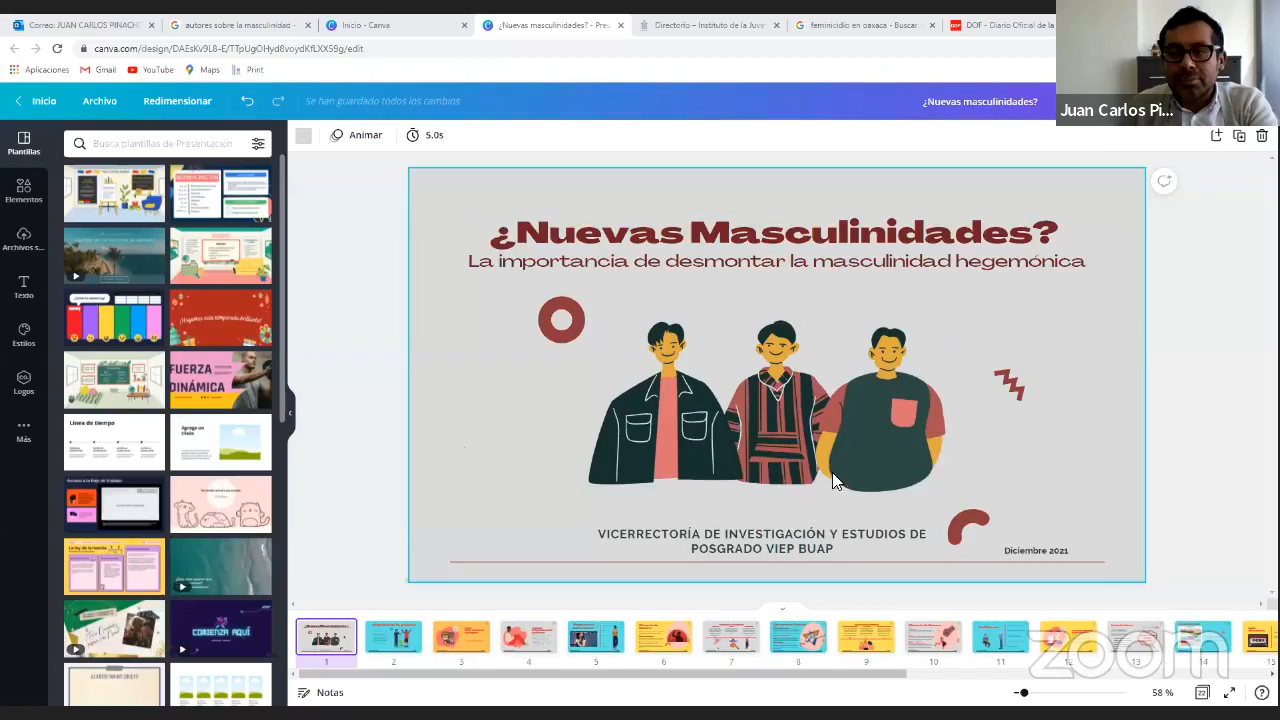 Correo: JUAN CARLOS PINACHO
autores sobre la masculinidad -
Inicio - Canva
¿Nuevas masculinidades? - Pres
Directorio – Instituto de la Juve
feminicidio en oaxaca - Buscar
DOF - Diario Oficial de la
canva.com/design/DAEsKv9L8-E/TTpUgOHyd8voydKfLXXS9g/edit
Aplicaciones
Gmail
YouTube
Maps
Print
Juan Carlos Pi...
Inicio
Archivo
Redimensionar
Se han guardado todos los cambios
¿Nuevas masculinidades?
Plantillas
Busca plantillas de Presentación
Animar
5.0s
Elementos
Archivos s...
Texto
Estilos
Logos
Más
FUERZA
DINÁMICA
Línea de tiempo
Agrega un
título
COMIENZA AQUÍ
¿Nuevas Masculinidades?
La importancia de desmontar la masculinidad hegemónica
VICERRECTORÍA DE INVESTIGACIÓN Y ESTUDIOS DE
POSGRADO VIEP BUAP
Diciembre 2021
1 2 3 4 5 6 7 8 9 10 11 12 13 14 15
zoom
Notas
58 %
22